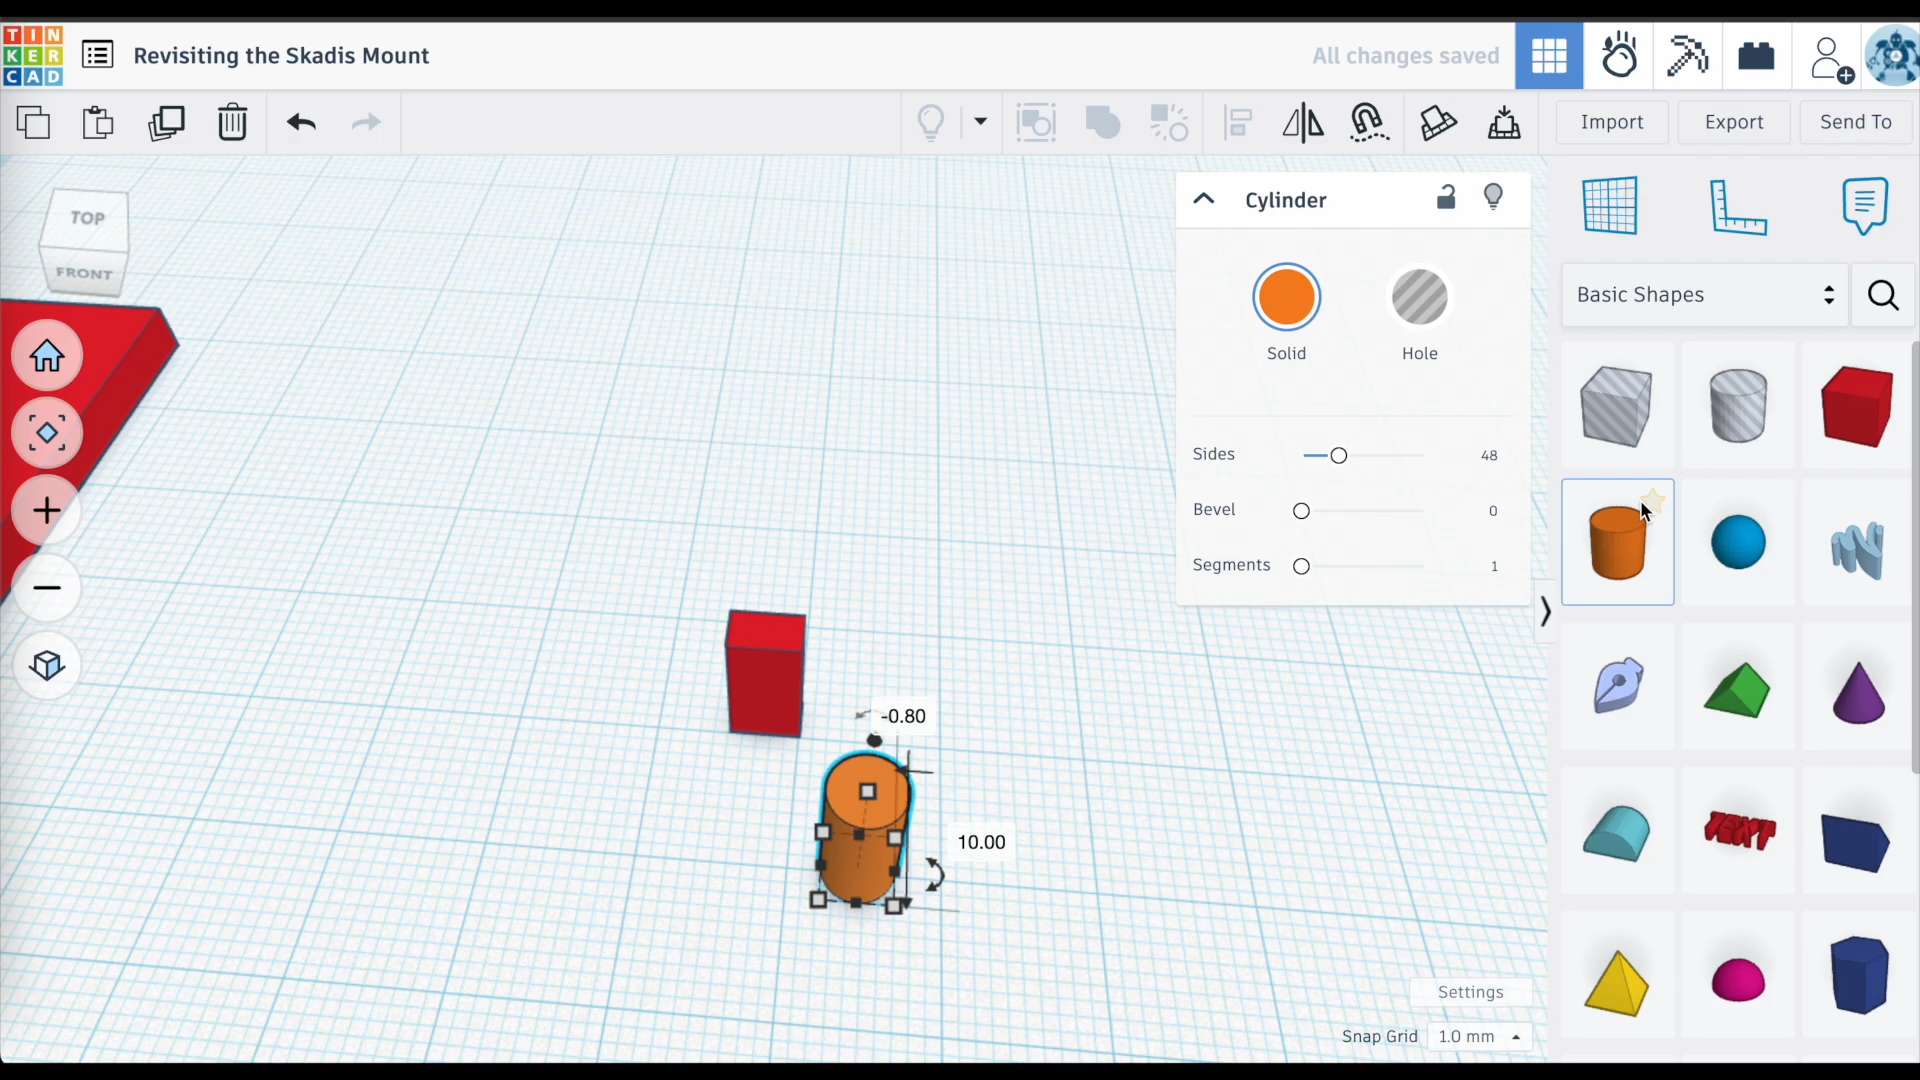 TIN
KER
CAD
Revisiting the Skadis Mount
All changes saved
Import
Export
Send To
TOP
FRONT
Cylinder
Solid
Hole
Sides
48
Bevel
0
Segments
1
Basic Shapes
TEXT
-0.80
10.00
Settings
Snap Grid
1.0 mm